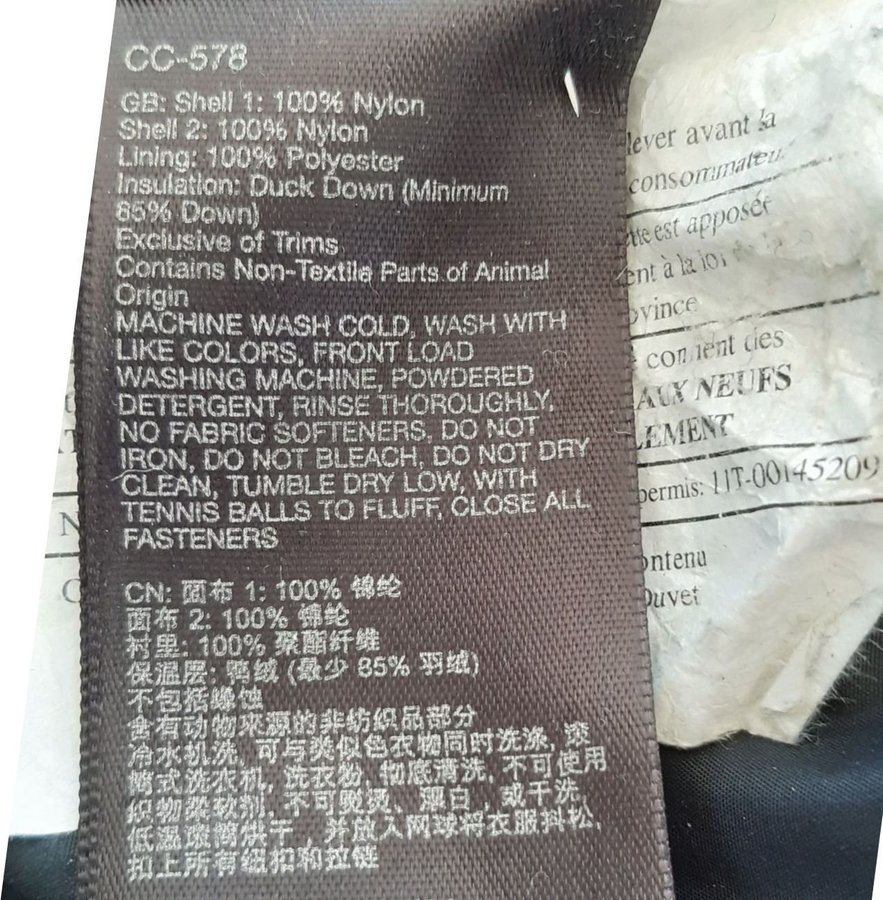 CC-578
GB: Shell 1: 100% Nylon
Shell 2: 100% Nylon
Lining: 100% Polyester
Insulation: Duck Down (Minimum
85% Down)
Exclusive of Trims
Contains Non-Textile Parts of Animal
Origin
MACHINE WASH COLD, WASH WITH
LIKE COLORS, FRONT LOAD
WASHING MACHINE, POWDERED
DETERGENT, RINSE THOROUGHLY.
NO FABRIC SOFTENERS, DO NOT
IRON, DO NOT BLEACH. DO NOT DRY
CLEAN, TUMBLE DRY LOW, WITH
TENNIS BALLS TO FLUFF, CLOSE ALL
FASTENERS
CN: 面布 1: 100% 锦纶
面布 2: 100% 锦纶
衬里: 100% 聚酯纤维
保温层: 鸭绒 (最少 85% 羽绒)
不包括缘饰
含有动物来源的非纺织品部分
冷水机洗, 可与类似色衣物同时洗涤, 滚
筒式洗衣机, 洗衣粉, 彻底清洗, 不可使用
织物柔软剂, 不可熨烫、漂白, 或干洗,
低温滚筒烘干, 并放入网球将衣服抖松,
扣上所有纽扣和拉链
lever avant la
consommateur
est apposée
ent à la loi
ovince
contient des
AUX NEUFS
LEMENT
permis: 
ontenu
Duvet